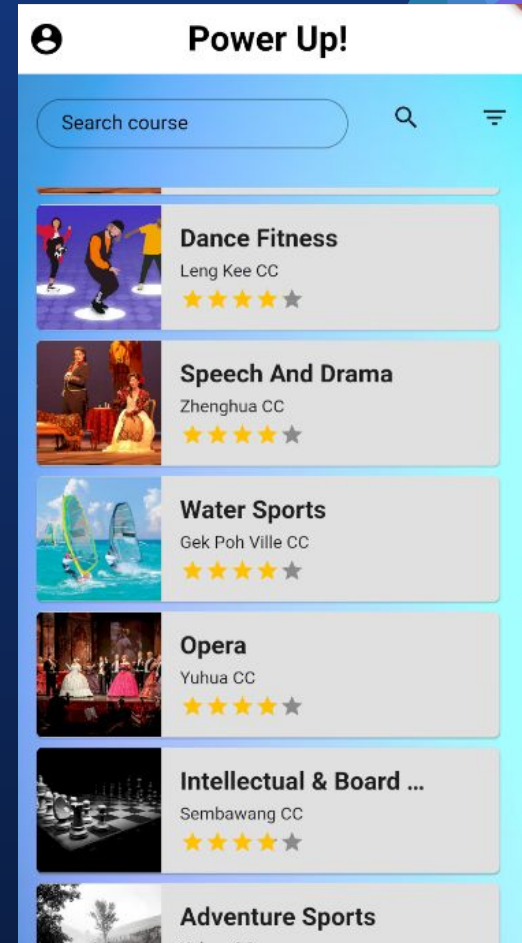 Power Up!
Search course
Dance Fitness
Leng Kee CC
Speech And Drama
Zhenghua CC
Water Sports
Gek Poh Ville CC
Opera
Yuhua CC
Intellectual & Board ...
Sembawang CC
Adventure Sports